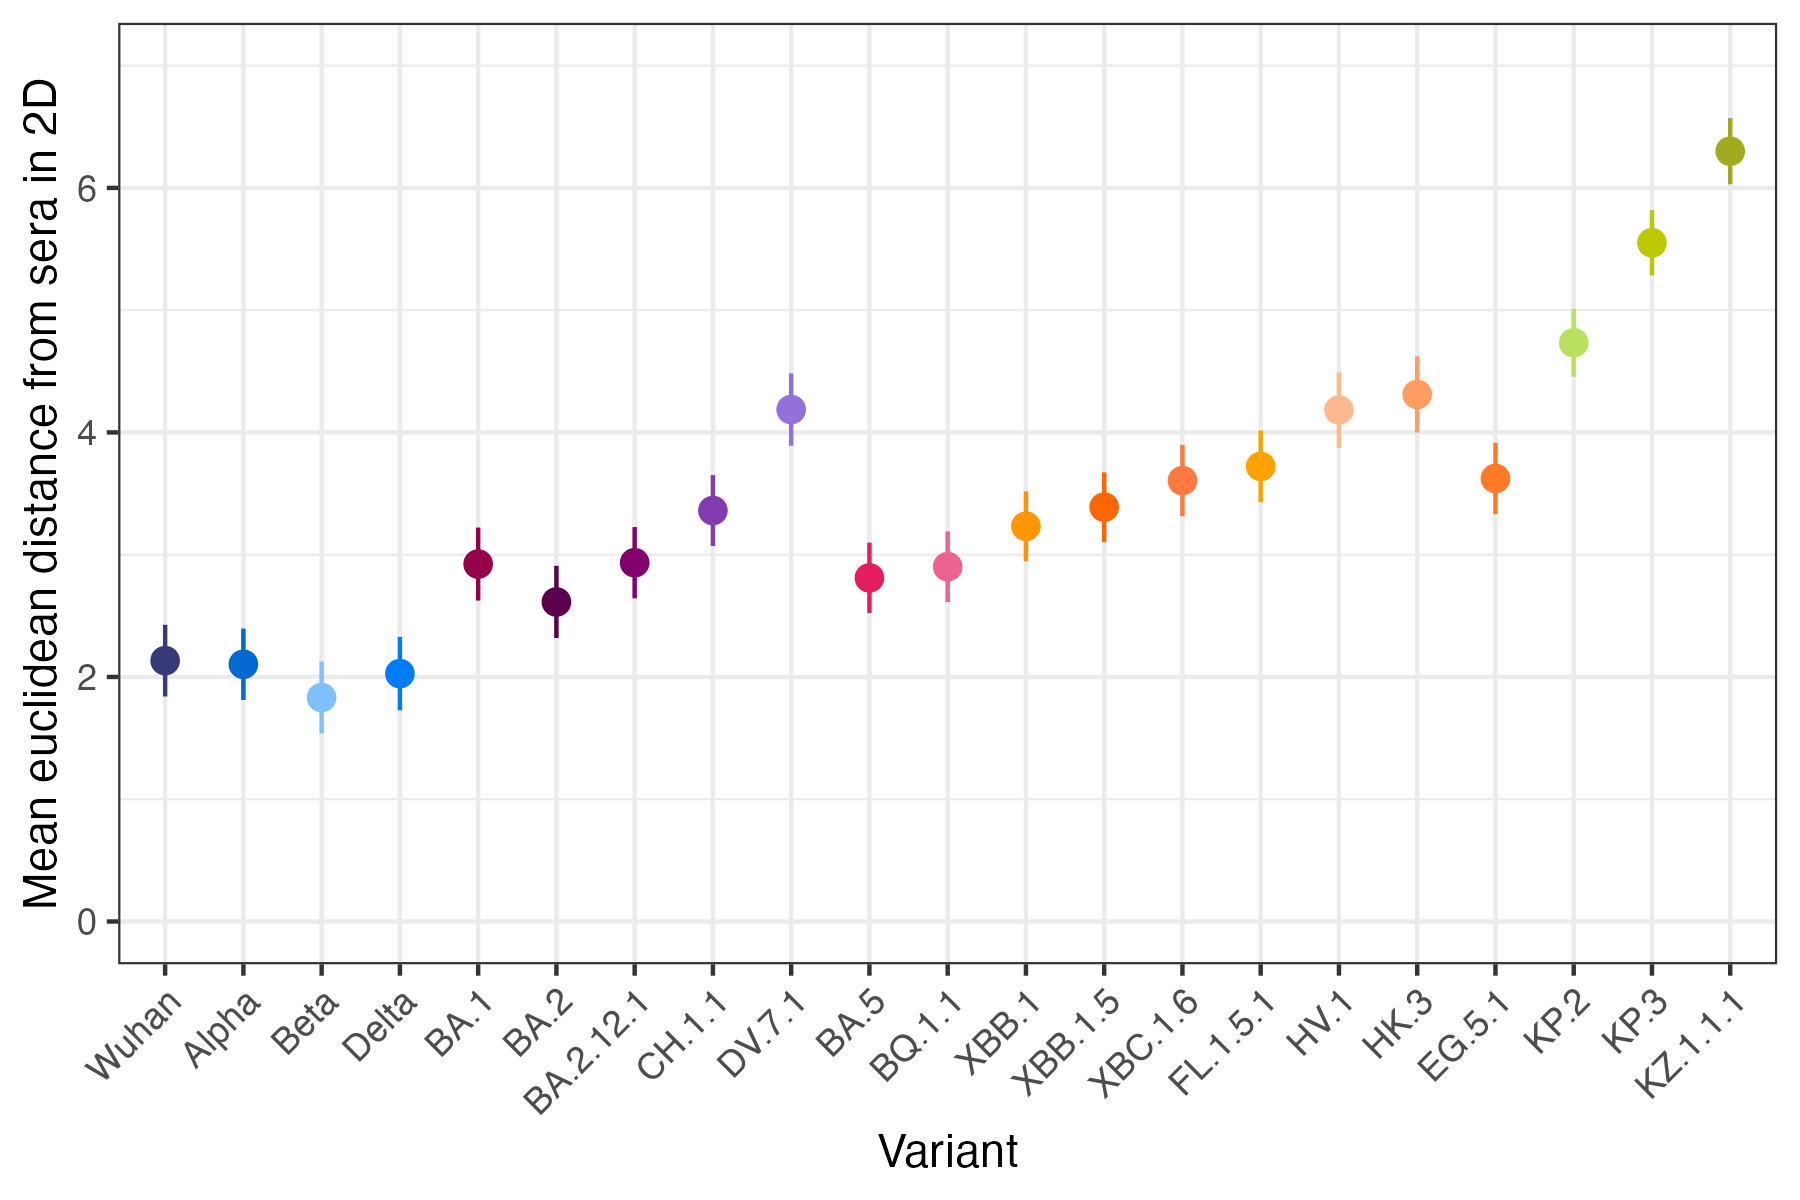 Mean euclidean distance from sera in 2D
6
4
2
0
Wuhan
Alpha
Beta
Delta
BA.1
BA.2
BA.2.12.1
CH.1.1
DV.7.1
BA.5
BQ.1.1
XBB.1
XBB.1.5
XBC.1.6
FL.1.5.1
HV.1
HK.3
EG.5.1
KP.2
KP.3
KZ.1.1.1
Variant